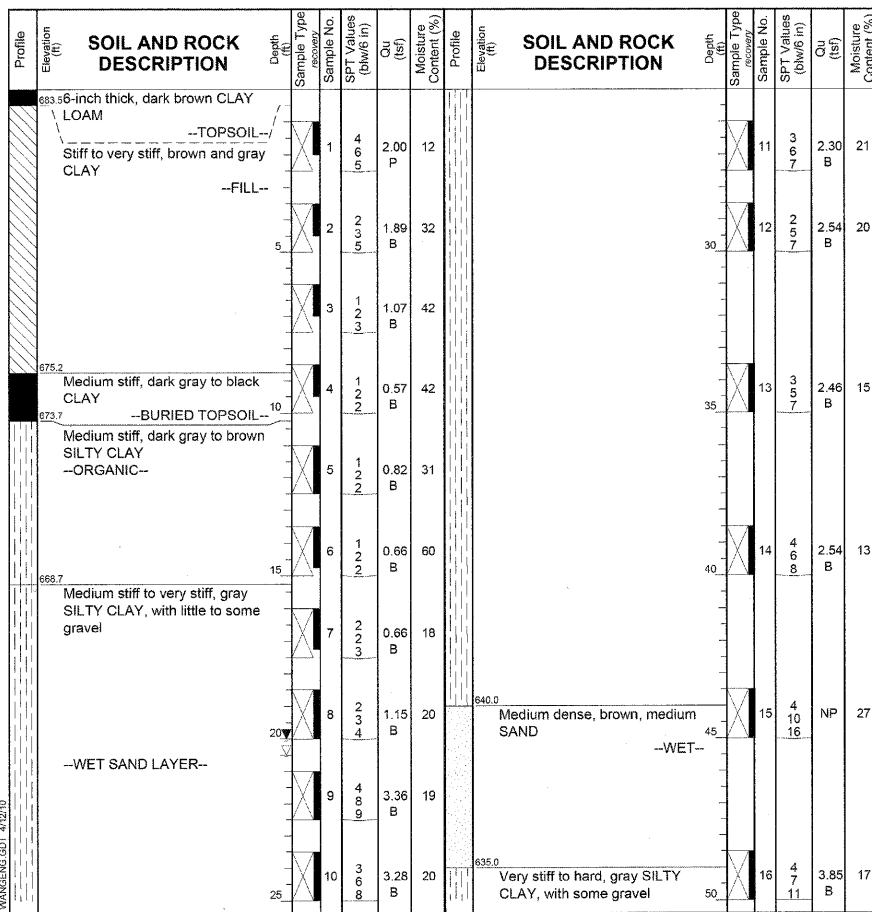 Profile
Elevation (ft)
SOIL AND ROCK
DESCRIPTION
Depth (ft)
Sample Type
recovery
Sample No.
SPT Values
(blw/6 in)
Qu
(tsf)
Moisture
Content (%)
683.5 6-inch thick, dark brown CLAY
LOAM
--TOPSOIL--
Stiff to very stiff, brown and gray
CLAY
--FILL--
1
4
6
5
2.00
P
12
5
2
2
3
5
1.89
B
32
3
1
2
3
1.07
B
42
675.2
Medium stiff, dark gray to black
CLAY
--BURIED TOPSOIL--
10
4
1
2
2
0.57
B
42
673.7
Medium stiff, dark gray to brown
SILTY CLAY
--ORGANIC--
5
1
2
2
0.82
B
31
15
6
1
2
2
0.66
B
60
668.7
Medium stiff to very stiff, gray
SILTY CLAY, with little to some
gravel
7
2
2
3
0.66
B
18
20
8
2
3
4
1.15
B
20
--WET SAND LAYER--
9
4
8
9
3.36
B
19
25
10
3
6
8
3.28
B
20
WANGENG.GDT 4/12/10
Profile
Elevation (ft)
SOIL AND ROCK
DESCRIPTION
Depth (ft)
Sample Type
recovery
Sample No.
SPT Values
(blw/6 in)
Qu
(tsf)
Moisture
Content (%)
11
3
6
7
2.30
B
21
30
12
2
5
7
2.54
B
20
35
13
3
5
7
2.46
B
15
40
14
4
6
8
2.54
B
13
640.0
Medium dense, brown, medium
SAND
--WET--
45
15
4
10
16
NP
27
635.0
Very stiff to hard, gray SILTY
CLAY, with some gravel
50
16
4
7
11
3.85
B
17